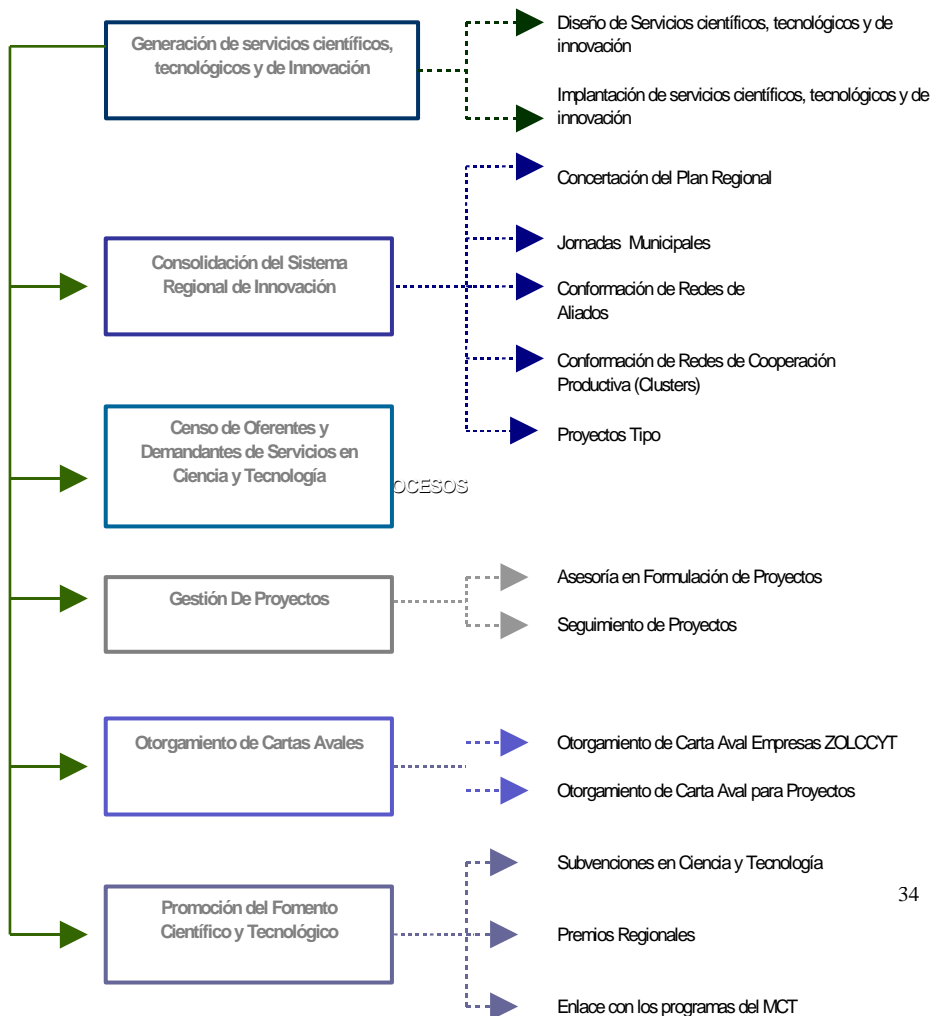 Generación de servicios científicos,
tecnológicos y de Innovación
Diseño de Servicios científicos, tecnológicos y de
innovación
Implantación de servicios científicos, tecnológicos y de
innovación
Consolidación del Sistema
Regional de Innovación
Concertación del Plan Regional
Jornadas Municipales
Conformación de Redes de
Aliados
Conformación de Redes de Cooperación
Productiva (Clusters)
Proyectos Tipo
Censo de Oferentes y
Demandantes de Servicios en
Ciencia y Tecnología
OCESOS
Gestión De Proyectos
Asesoría en Formulación de Proyectos
Seguimiento de Proyectos
Otorgamiento de Cartas Avales
Otorgamiento de Carta Aval Empresas ZOLCCYT
Otorgamiento de Carta Aval para Proyectos
Promoción del Fomento
Científico y Tecnológico
Subvenciones en Ciencia y Tecnología
Premios Regionales
Enlace con los programas del MCT
34